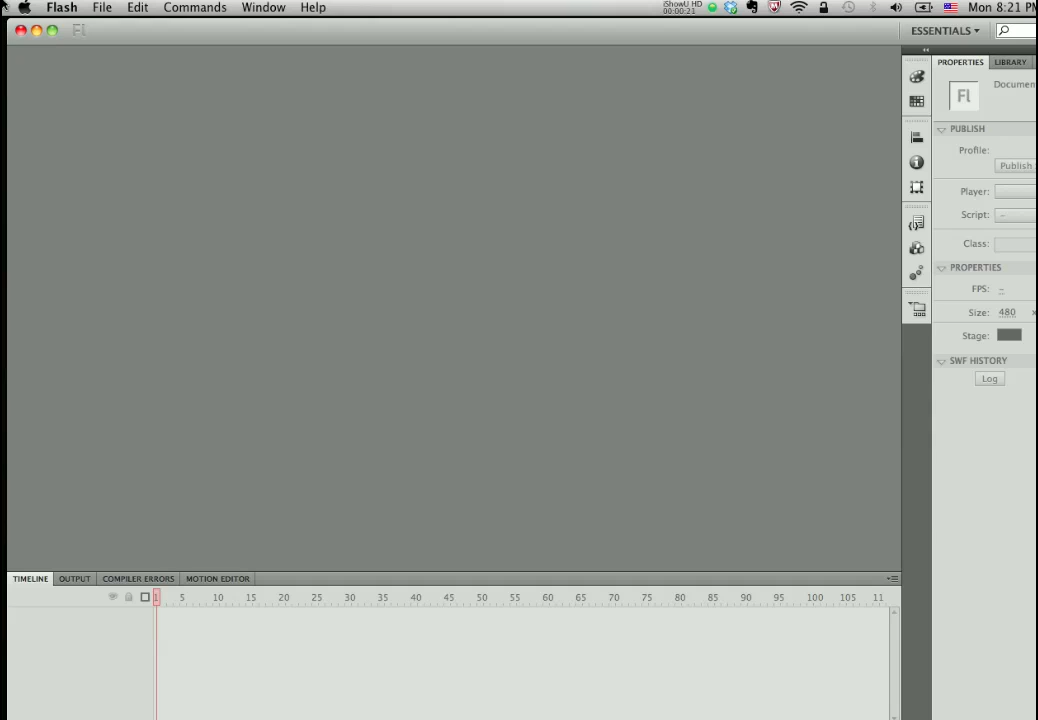 Flash File Edit Commands Window Help iShowU HD 00:00:21 Mon 8:21 PM
Fl ESSENTIALS
PROPERTIES LIBRARY
Fl Documen
PUBLISH
Profile:
Publish
Player:
Script: –
Class:
PROPERTIES
FPS: –
Size: 480 x
Stage:
SWF HISTORY
Log
TIMELINE OUTPUT COMPILER ERRORS MOTION EDITOR
1 5 10 15 20 25 30 35 40 45 50 55 60 65 70 75 80 85 90 95 100 105 11